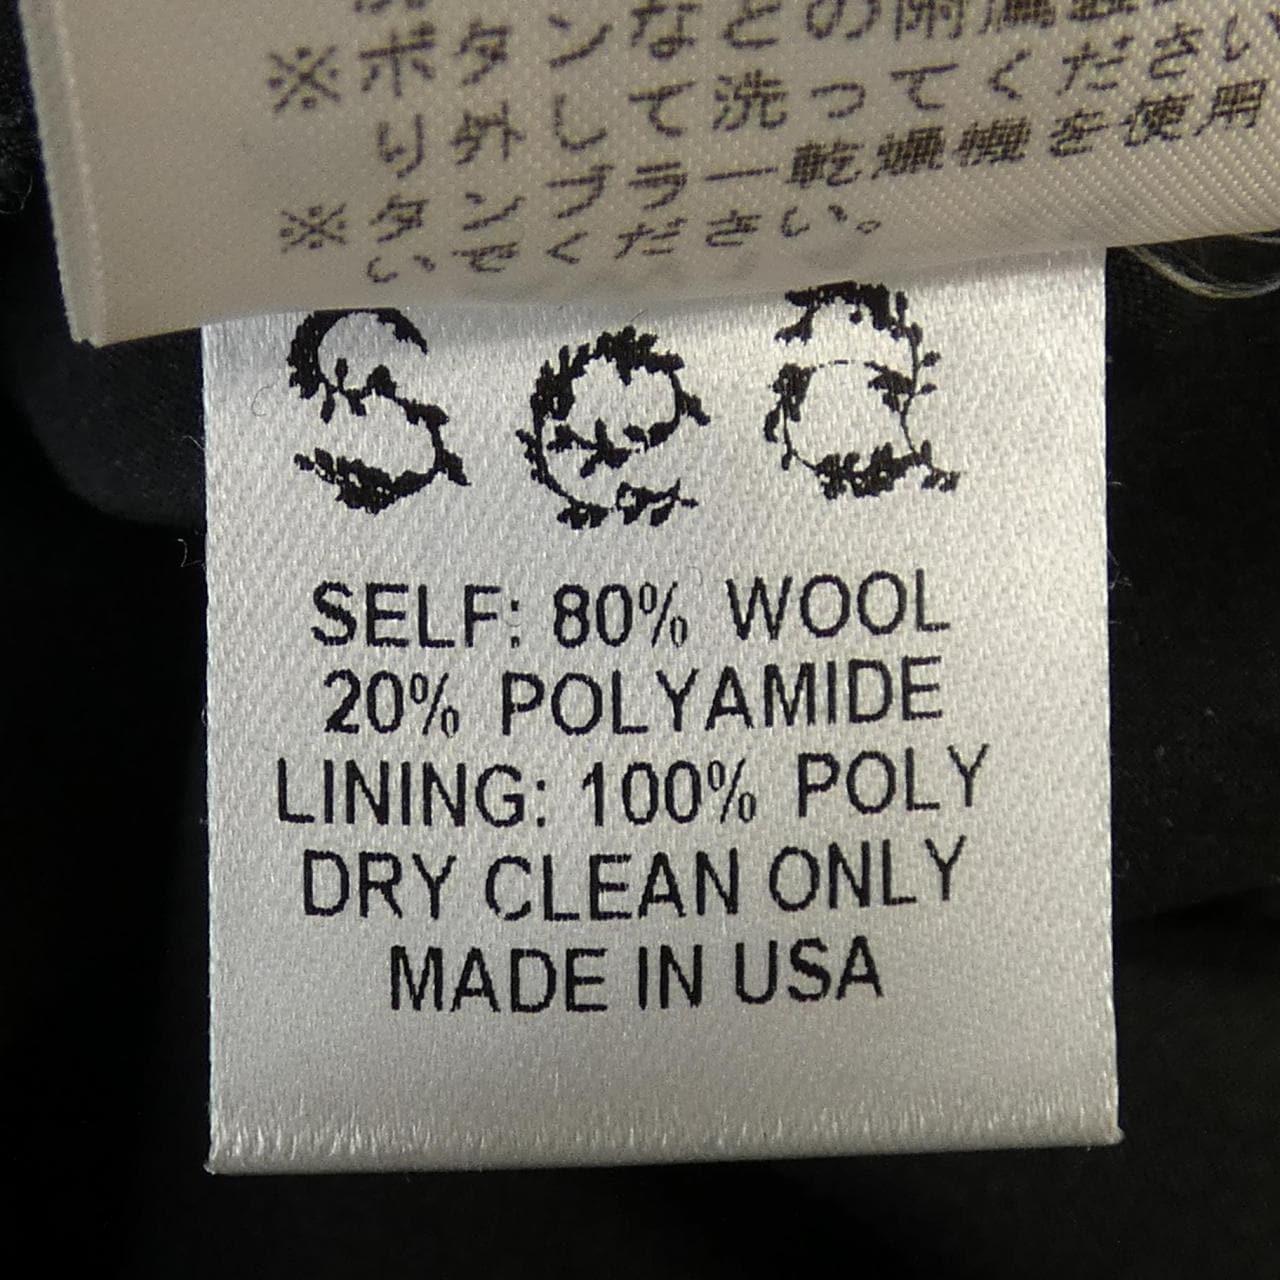 ※ボタンなどの附属
り外して洗ってください
※タンブラー乾燥機を使用
いでください。
Sea
SELF: 80% WOOL
20% POLYAMIDE
LINING: 100% POLY
DRY CLEAN ONLY
MADE IN USA